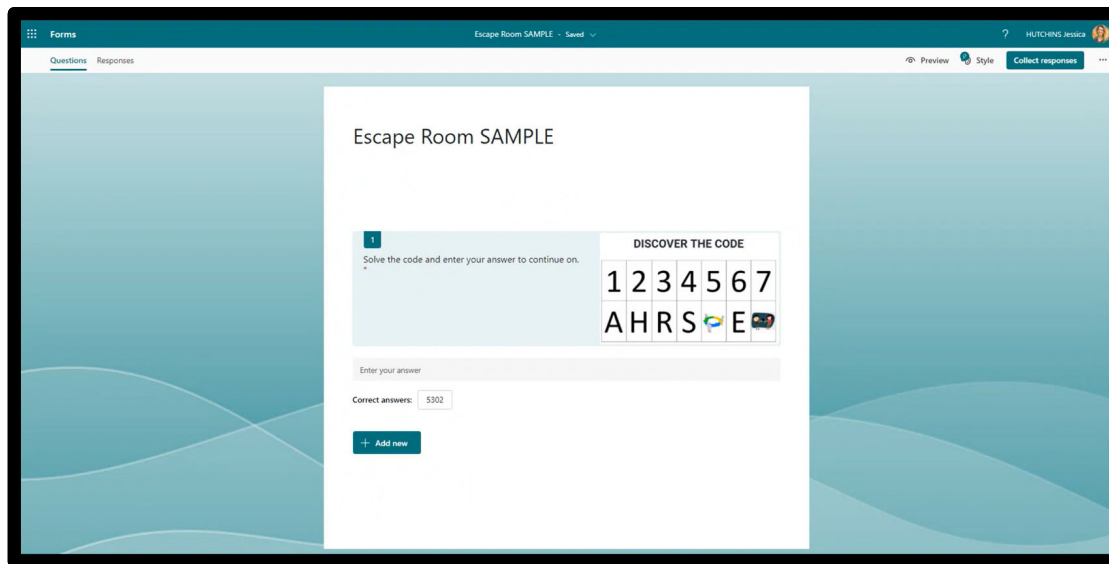 Forms
Escape Room SAMPLE - Saved
? HUTCHINS Jessica
Questions Responses
Preview Style Collect responses ...
Escape Room SAMPLE
1
Solve the code and enter your answer to continue on.
*
DISCOVER THE CODE
1 2 3 4 5 6 7
A H R S E
Enter your answer
Correct answers: 5302
+ Add new